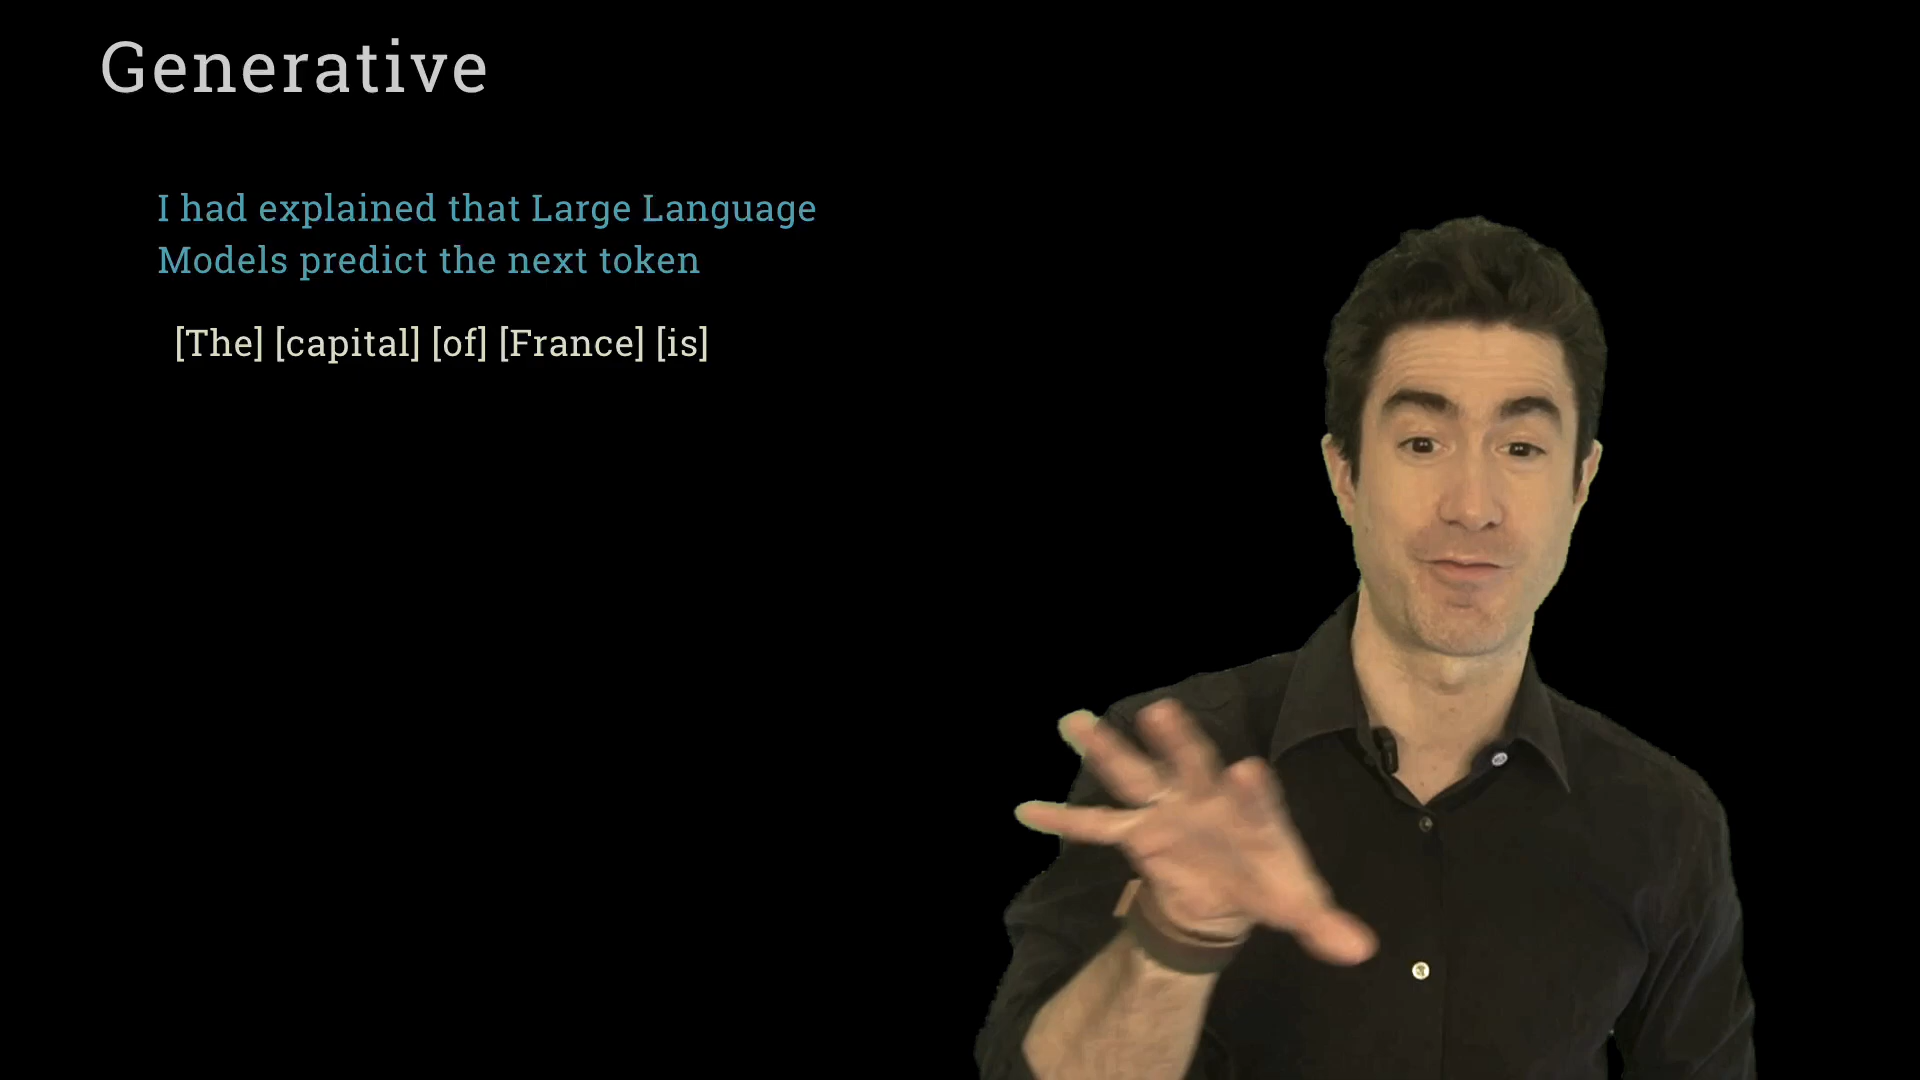 Generative
I had explained that Large Language
Models predict the next token
[The] [capital] [of] [France] [is]